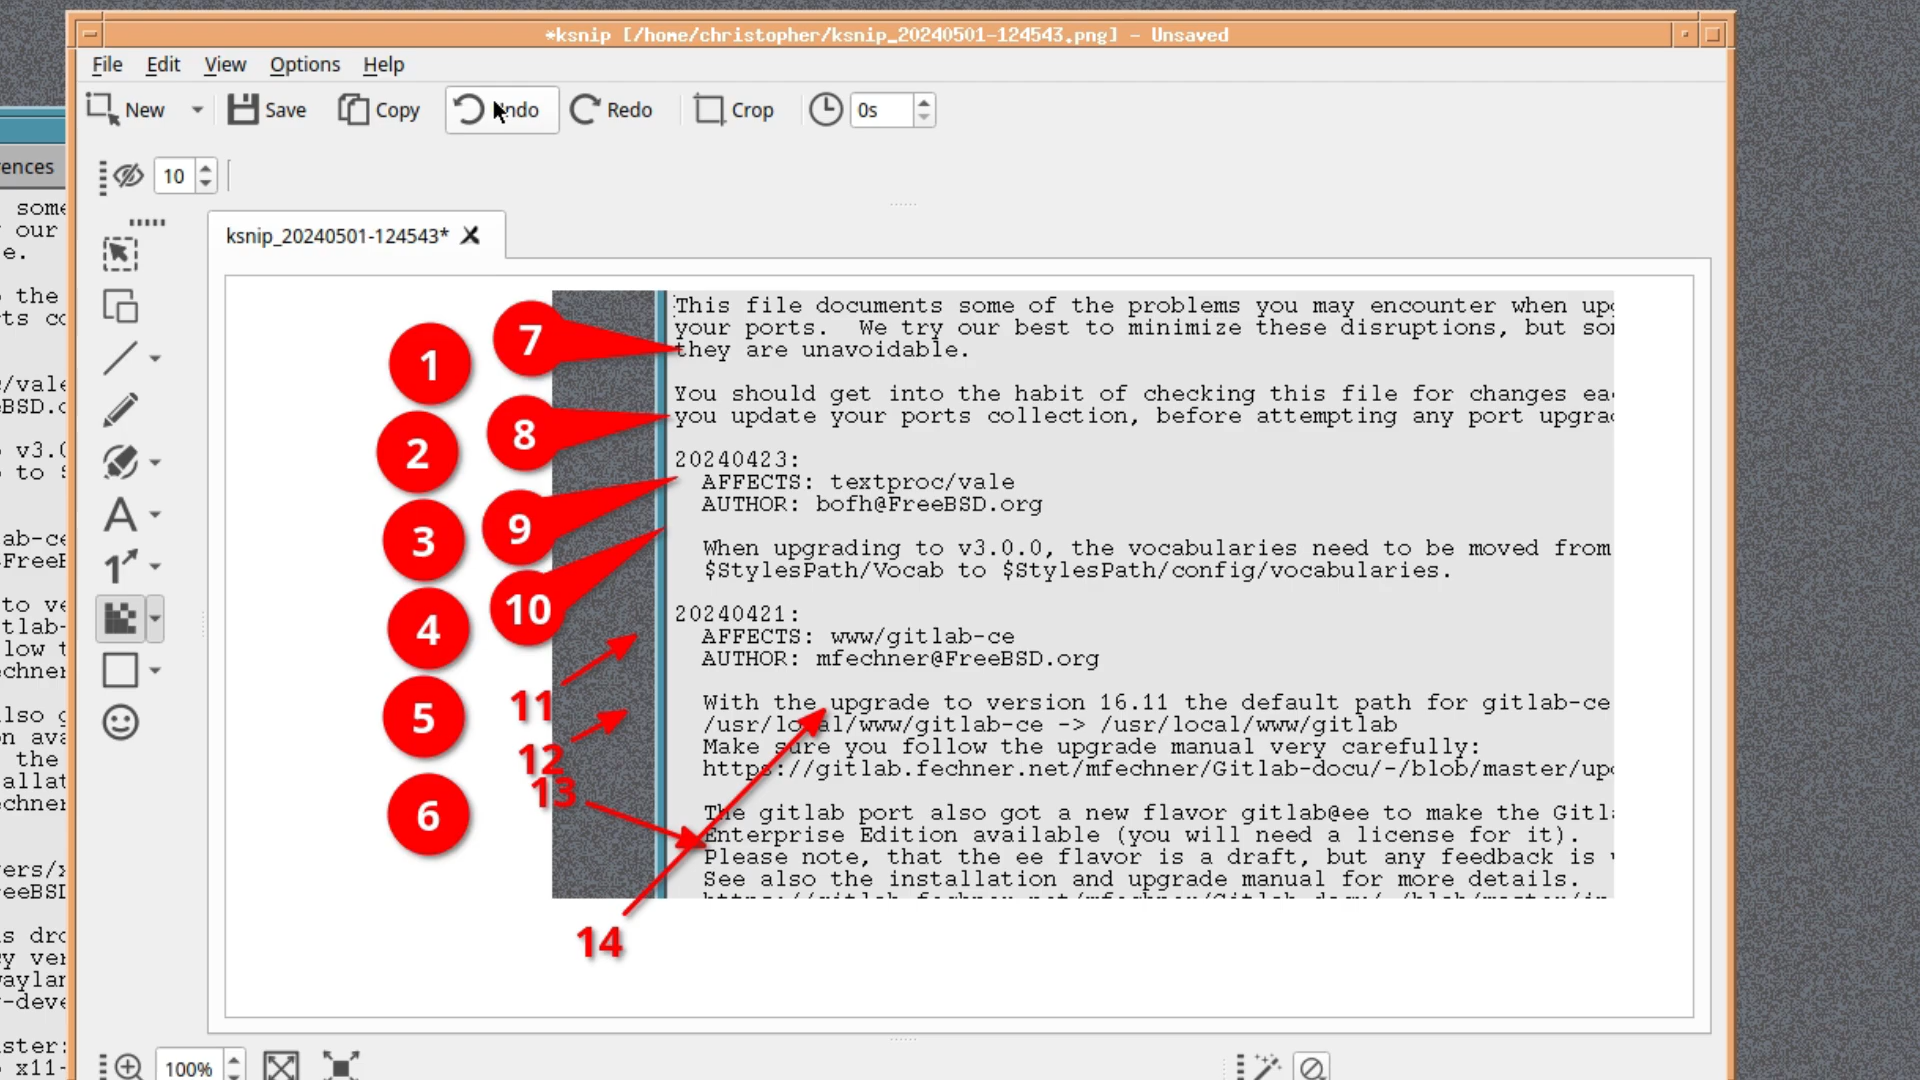 *ksnip [/home/christopher/ksnip_20240501-124543.png] - Unsaved
File Edit View Options Help
New Save Copy Undo Redo Crop 0s
10
ksnip_20240501-124543*
This file documents some of the problems you may encounter when
your ports.  We try our best to minimize these disruptions, but
they are unavoidable.
You should get into the habit of checking this file for changes
you update your ports collection, before attempting any port
20240423:
AFFECTS: textproc/vale
AUTHOR: bofh@FreeBSD.org
When upgrading to v3.0.0, the vocabularies need to be moved from
$StylesPath/Vocab to $StylesPath/config/vocabularies.
20240421:
AFFECTS: www/gitlab-ce
AUTHOR: mfechner@FreeBSD.org
With the upgrade to version 16.11 the default path for gitlab-ce
/usr/local/www/gitlab-ce -> /usr/local/www/gitlab
Make sure you follow the upgrade manual very carefully:
https://gitlab.fechner.net/mfechner/Gitlab-docu/-/blob/master/
The gitlab port also got a new flavor gitlab@ee to make the
Enterprise Edition available (you will need a license for it).
Please note, that the ee flavor is a draft, but any feedback is
See also the installation and upgrade manual for more details.
1
2
3
4
5
6
7
8
9
10
11
12
13
14
100%